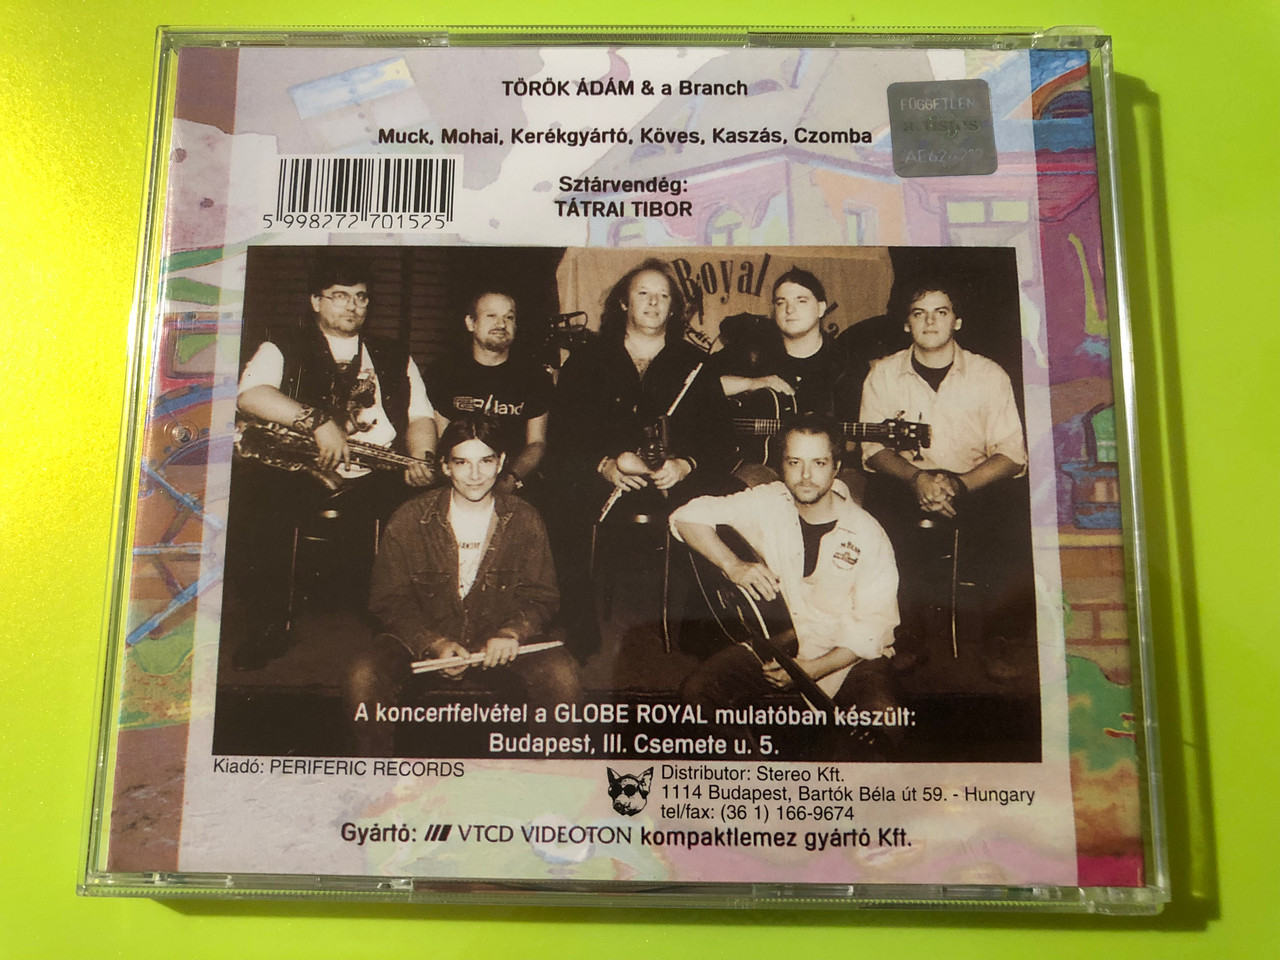 TÖRÖK ÁDÁM & a Branch
Muck, Mohai, Kerékgyártó, Köves, Kaszás, Czomba
FÜGGETLEN
5 998272 701525
Sztárvendég:
TÁTRAI TIBOR
Royal
A koncertfelvétel a GLOBE ROYAL mulatóban készült:
Budapest, III. Csemete u. 5.
Kiadó: PERIFERIC RECORDS
Distributor: Stereo Kft.
1114 Budapest, Bartók Béla út 59. - Hungary
tel/fax: (36 1) 166-9674
Gyártó: VTCD VIDEOTON kompaktlemez gyártó Kft.